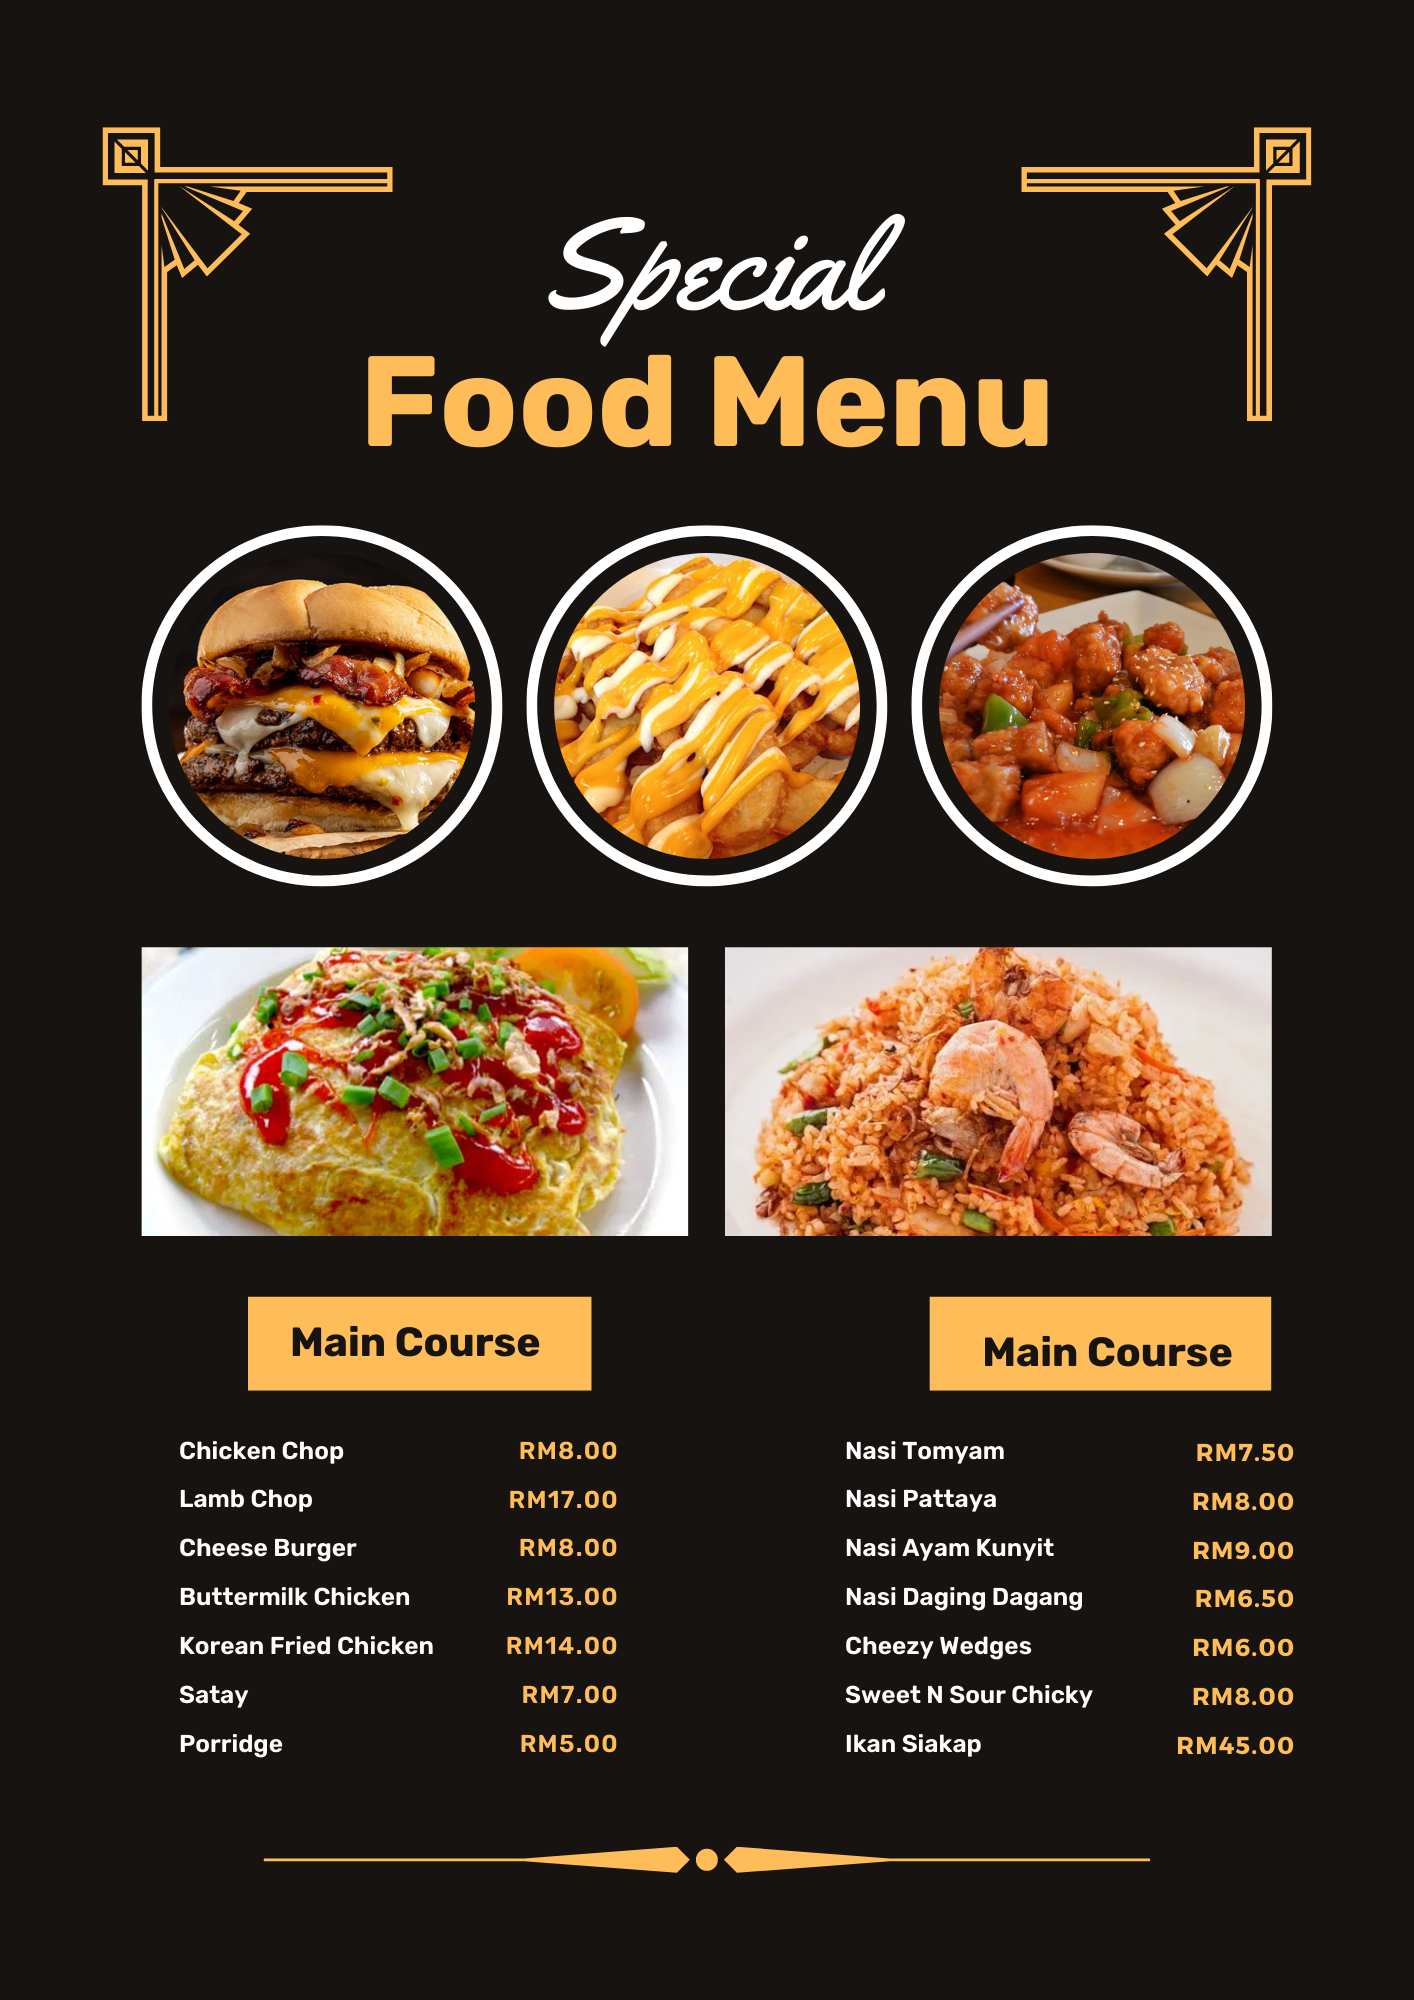 Special
Food Menu
Main Course
Chicken Chop RM8.00
Lamb Chop RM17.00
Cheese Burger RM8.00
Buttermilk Chicken RM13.00
Korean Fried Chicken RM14.00
Satay RM7.00
Porridge RM5.00
Main Course
Nasi Tomyam RM7.50
Nasi Pattaya RM8.00
Nasi Ayam Kunyit RM9.00
Nasi Daging Dagang RM6.50
Cheezy Wedges RM6.00
Sweet N Sour Chicky RM8.00
Ikan Siakap RM45.00